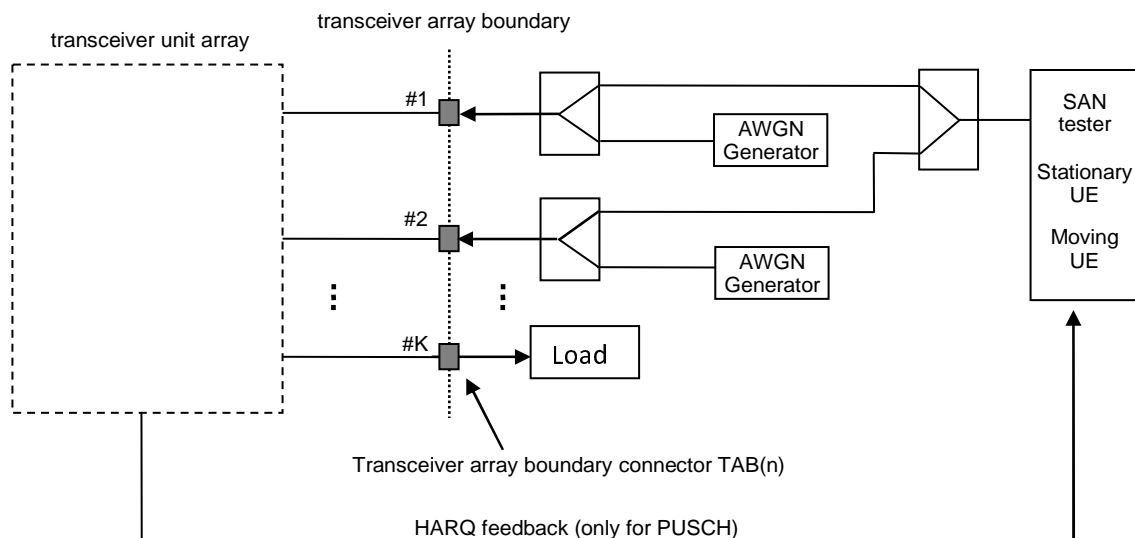 transceiver array boundary
transceiver unit array
#1
SAN
tester
AWGN
Generator
Stationary
UE
#2
Moving
UE
AWGN
Generator
#K
Load
Transceiver array boundary connector TAB(n)
HARQ feedback (only for PUSCH)